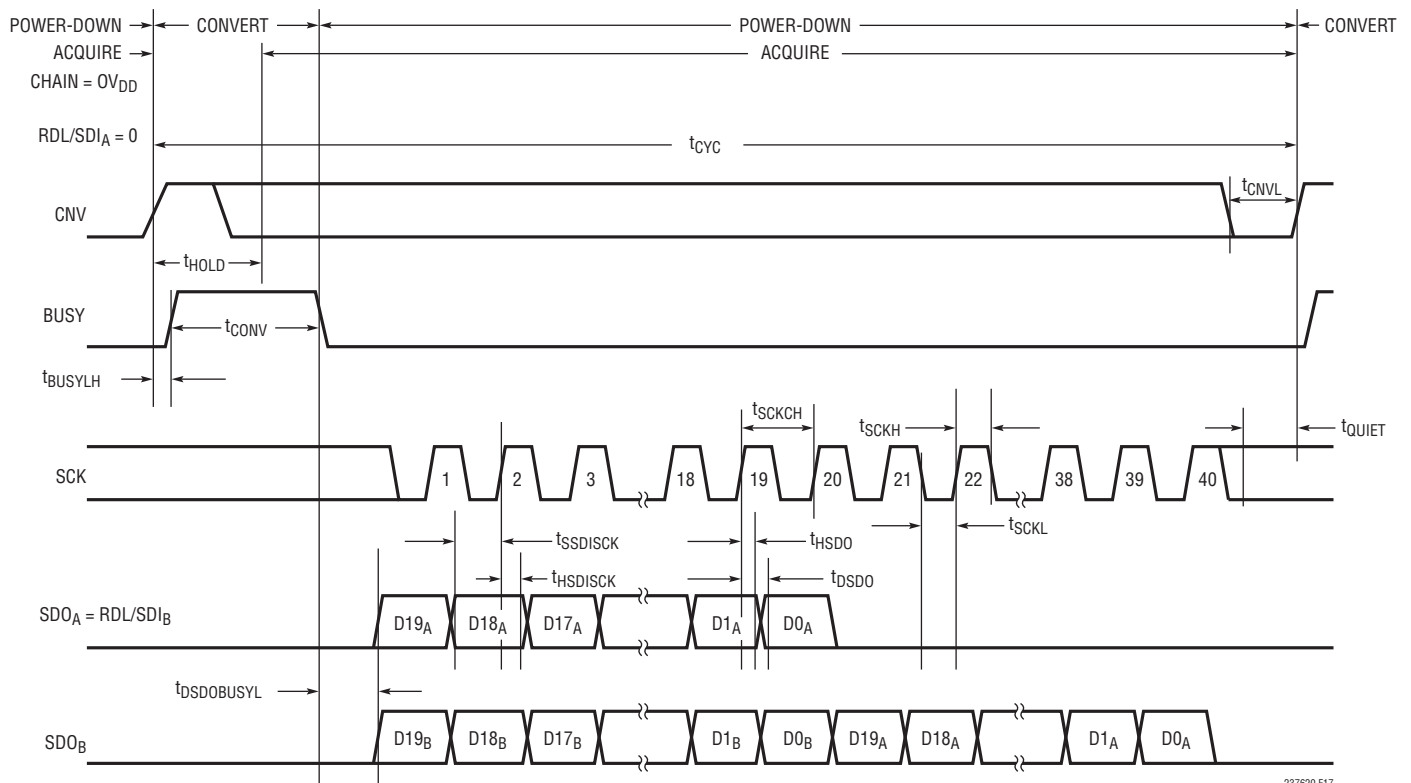 POWER-DOWN CONVERT POWER-DOWN CONVERT
ACQUIRE ACQUIRE
CHAIN = OVDD
RDL/SDIA = 0
tCYC
CNV
tCNVL
tHOLD
BUSY
tCONV
tBUSYLH
tSCKCH
tSCKH
tQUIET
SCK
1 2 3 18 19 20 21 22 38 39 40
tSSDISCK
tHSDO
tSCKL
tHSDISCK
tDSDO
SDOA = RDL/SDIB
D19A D18A D17A D1A D0A
tDSDOBUSYL
SDOB
D19B D18B D17B D1B D0B D19A D18A D1A D0A
237620 F17